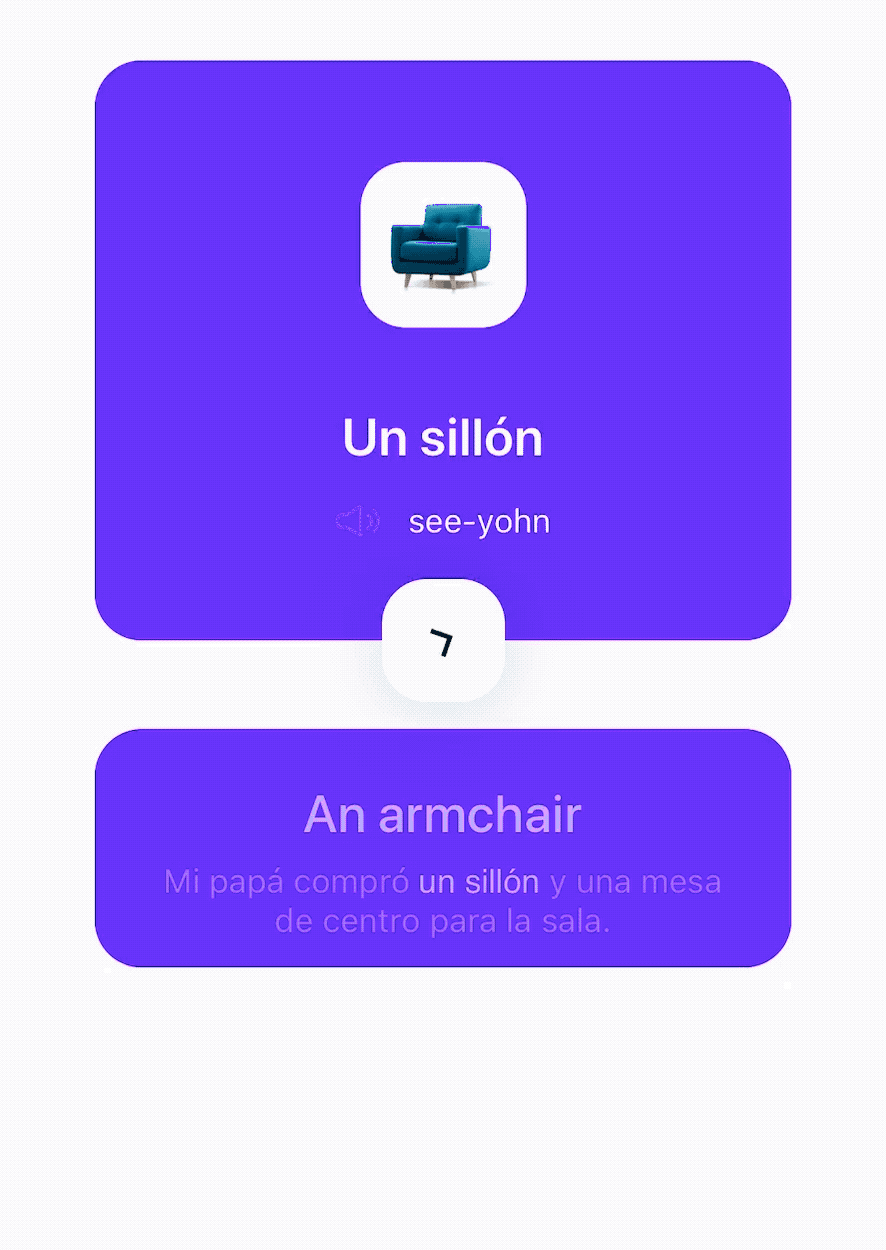 Un sillón
see-yohn
An armchair
Mi papá compró un sillón y una mesa
de centro para la sala.